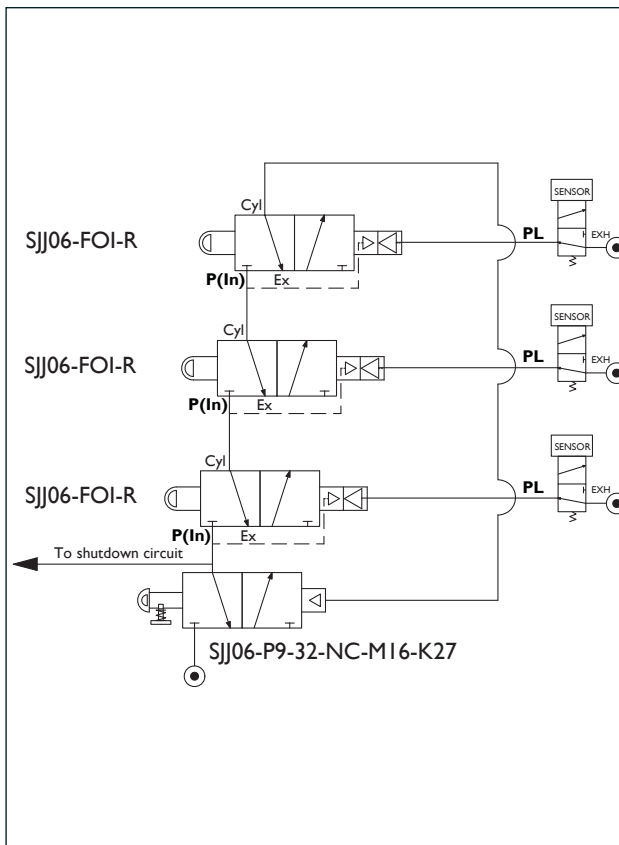 SENSOR
Cyl
EXH
SJJ06-FOI-R
PL
P(In)
Ex
SENSOR
Cyl
EXH
SJJ06-FOI-R
PL
P(In)
Ex
SENSOR
Cyl
EXH
SJJ06-FOI-R
PL
P(In)
Ex
To shutdown circuit
SJJ06-P9-32-NC-M16-K27